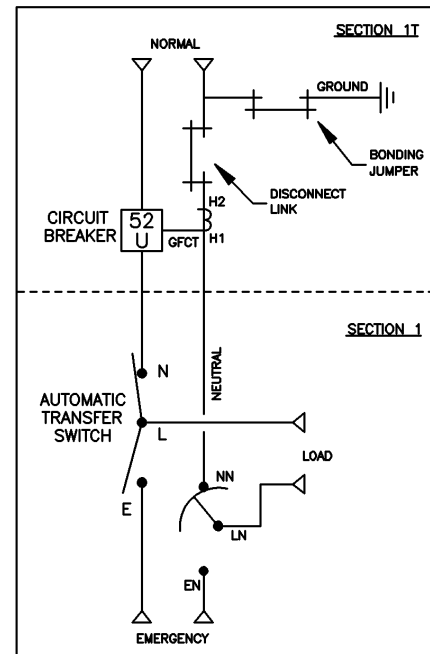 SECTION 1T
NORMAL
GROUND
BONDING
JUMPER
DISCONNECT
LINK
H2
CIRCUIT
BREAKER
52
U
GFCT
H1
SECTION 1
NEUTRAL
N
AUTOMATIC
TRANSFER
SWITCH
L
LOAD
NN
E
LN
EN
EMERGENCY